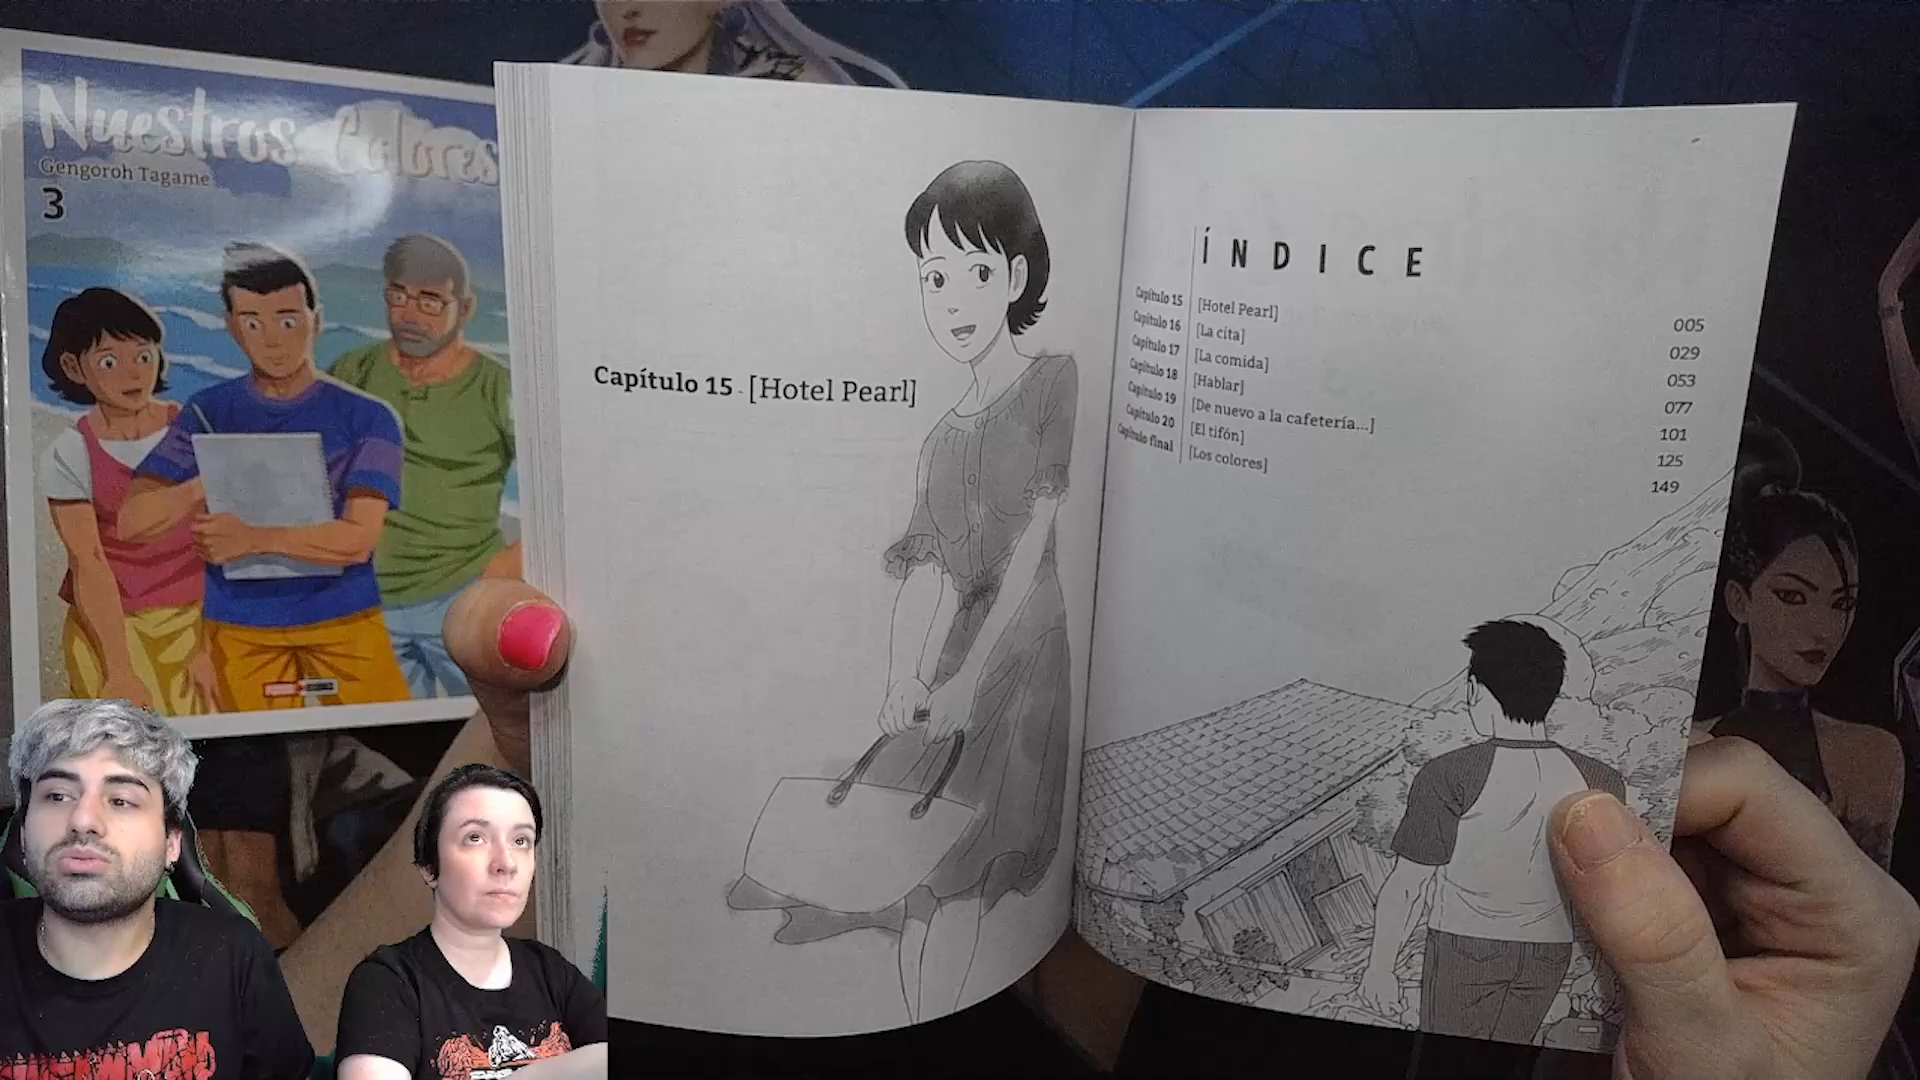 Nuestros Colores
Gengoroh Tagame
3
Capítulo 15 - [Hotel Pearl]
ÍNDICE
Capítulo 15 [Hotel Pearl] 005
Capítulo 16 [La cita] 029
Capítulo 17 [La comida] 053
Capítulo 18 [Hablar] 077
Capítulo 19 [De nuevo a la cafetería...] 101
Capítulo 20 [El tifón] 125
Capítulo final [Los colores] 149